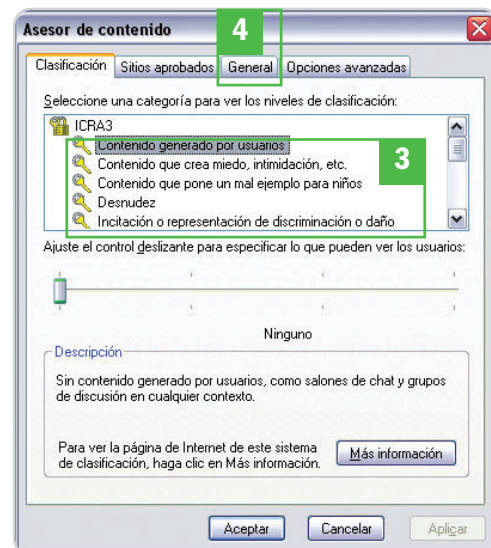 Asesor de contenido
4
Clasificación Sitios aprobados General Opciones avanzadas
Seleccione una categoría para ver los niveles de clasificación:
ICRA3
Contenido generado por usuarios
3
Contenido que crea miedo, intimidación, etc.
Contenido que pone un mal ejemplo para niños
Desnudez
Incitación o representación de discriminación o daño
Ajuste el control deslizante para especificar lo que pueden ver los usuarios:
Ninguno
Descripción
Sin contenido generado por usuarios, como salones de chat y grupos
de discusión en cualquier contexto.
Para ver la página de Internet de este sistema
de clasificación, haga clic en Más información.
Más información
Aceptar Cancelar Aplicar